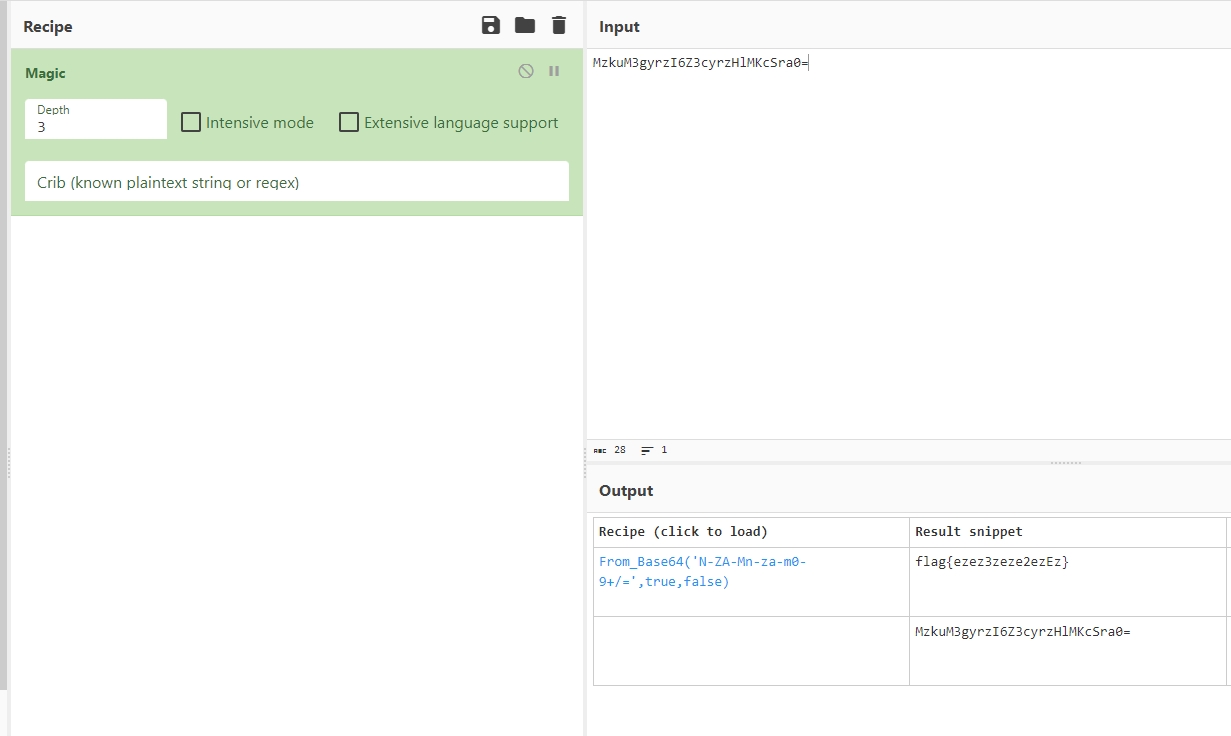 Recipe
Magic
Depth
3
Intensive mode
Extensive language support
Crib (known plaintext string or regex)
Input
MzkuM3gyrzI6Z3cyrzHlMKcSra0=
ABC 28 1
Output
Recipe (click to load) Result snippet
From_Base64('N-ZA-Mn-za-m0-
9+/=',true,false)
flag{ezez3zeze2ezEz}
MzkuM3gyrzI6Z3cyrzHlMKcSra0=